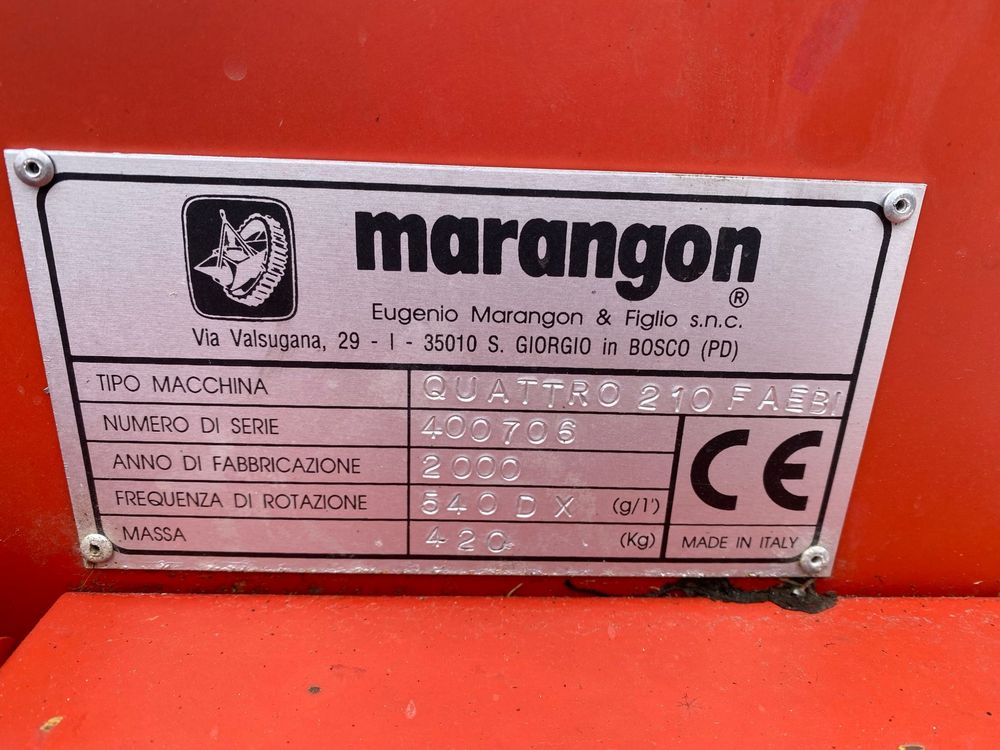 marangon®
Eugenio Marangon & Figlio s.n.c.
Via Valsugana, 29 - I - 35010 S. GIORGIO in BOSCO (PD)
TIPO MACCHINA QUATTRO 210 FAEBI
NUMERO DI SERIE 400706
ANNO DI FABBRICAZIONE 2000
FREQUENZA DI ROTAZIONE 540 DX (g/1')
MASSA 420 (Kg)
CE
MADE IN ITALY